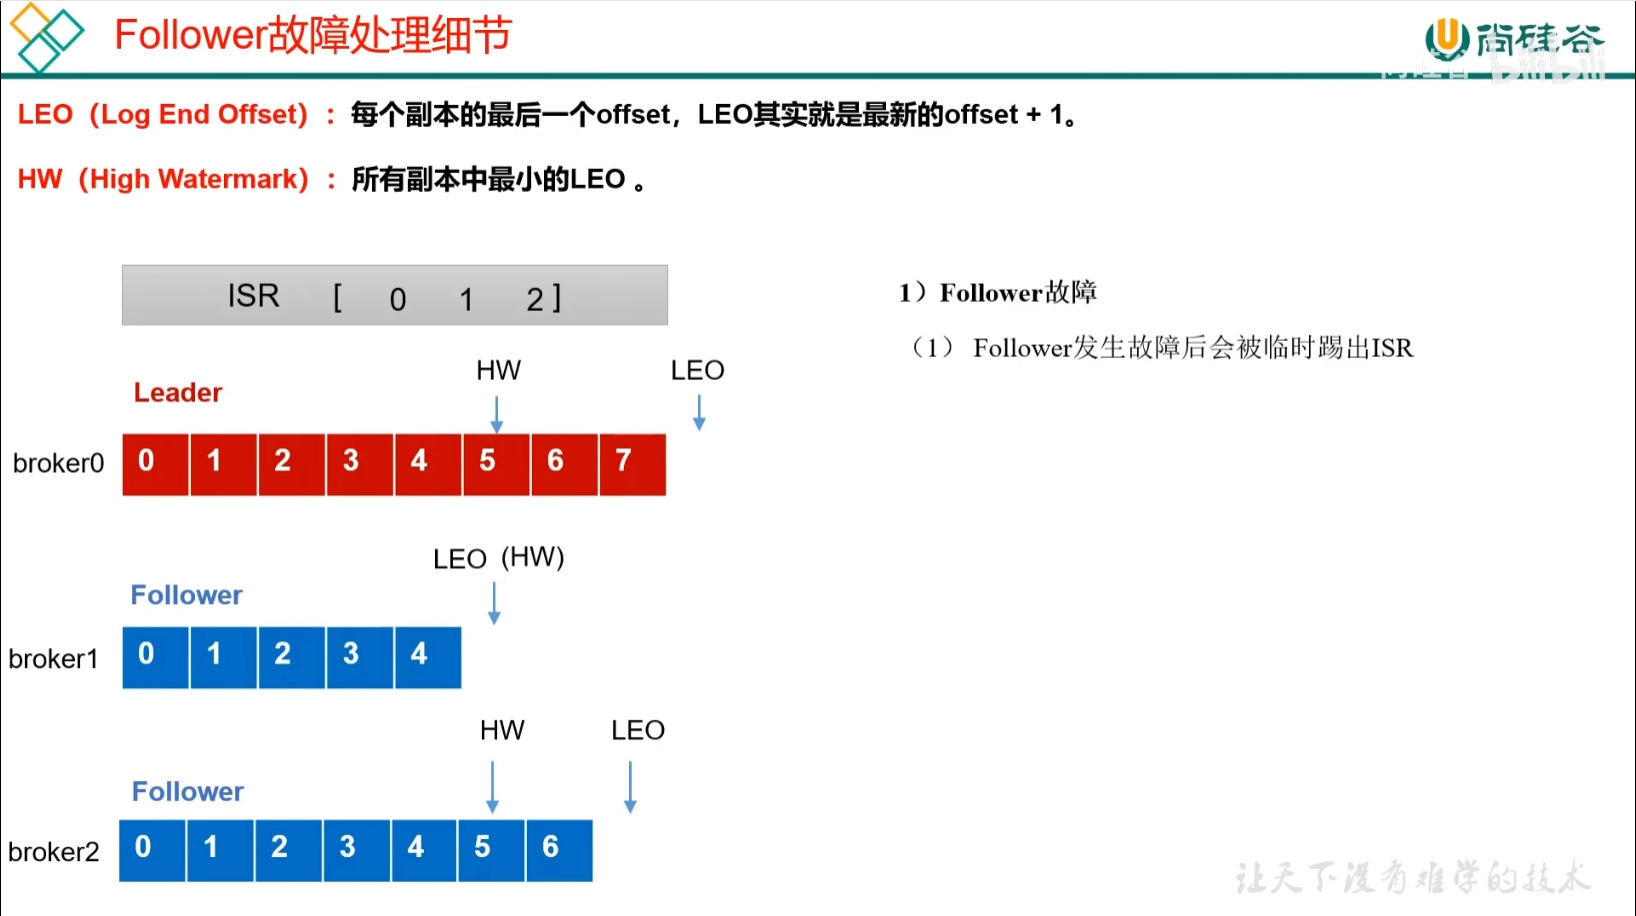 Follower故障处理细节
尚硅谷
bilibili
LEO（Log End Offset）：每个副本的最后一个offset，LEO其实就是最新的offset + 1。
HW（High Watermark）：所有副本中最小的LEO 。
ISR [ 0 1 2 ]
1）Follower故障
（1） Follower发生故障后会被临时踢出ISR
HW LEO
Leader
broker0 0 1 2 3 4 5 6 7
LEO (HW)
Follower
broker1 0 1 2 3 4
HW LEO
Follower
broker2 0 1 2 3 4 5 6
让天下没有难学的技术